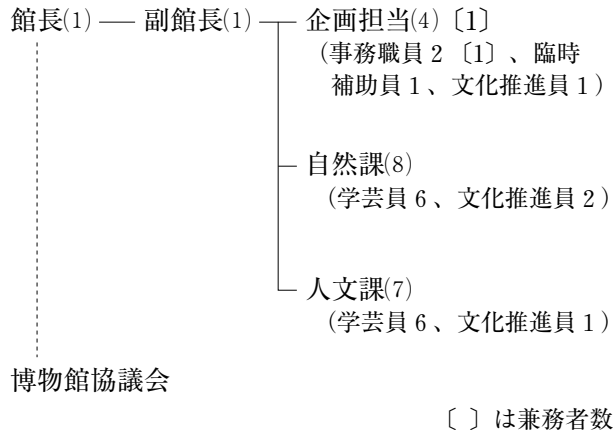 館長(1) ― 副館長(1) ― 企画担当(4)〔1〕
（事務職員2〔1〕、臨時
補助員1、文化推進員1）
自然課(8)
（学芸員6、文化推進員2）
人文課(7)
（学芸員6、文化推進員1）
博物館協議会
〔 〕は兼務者数